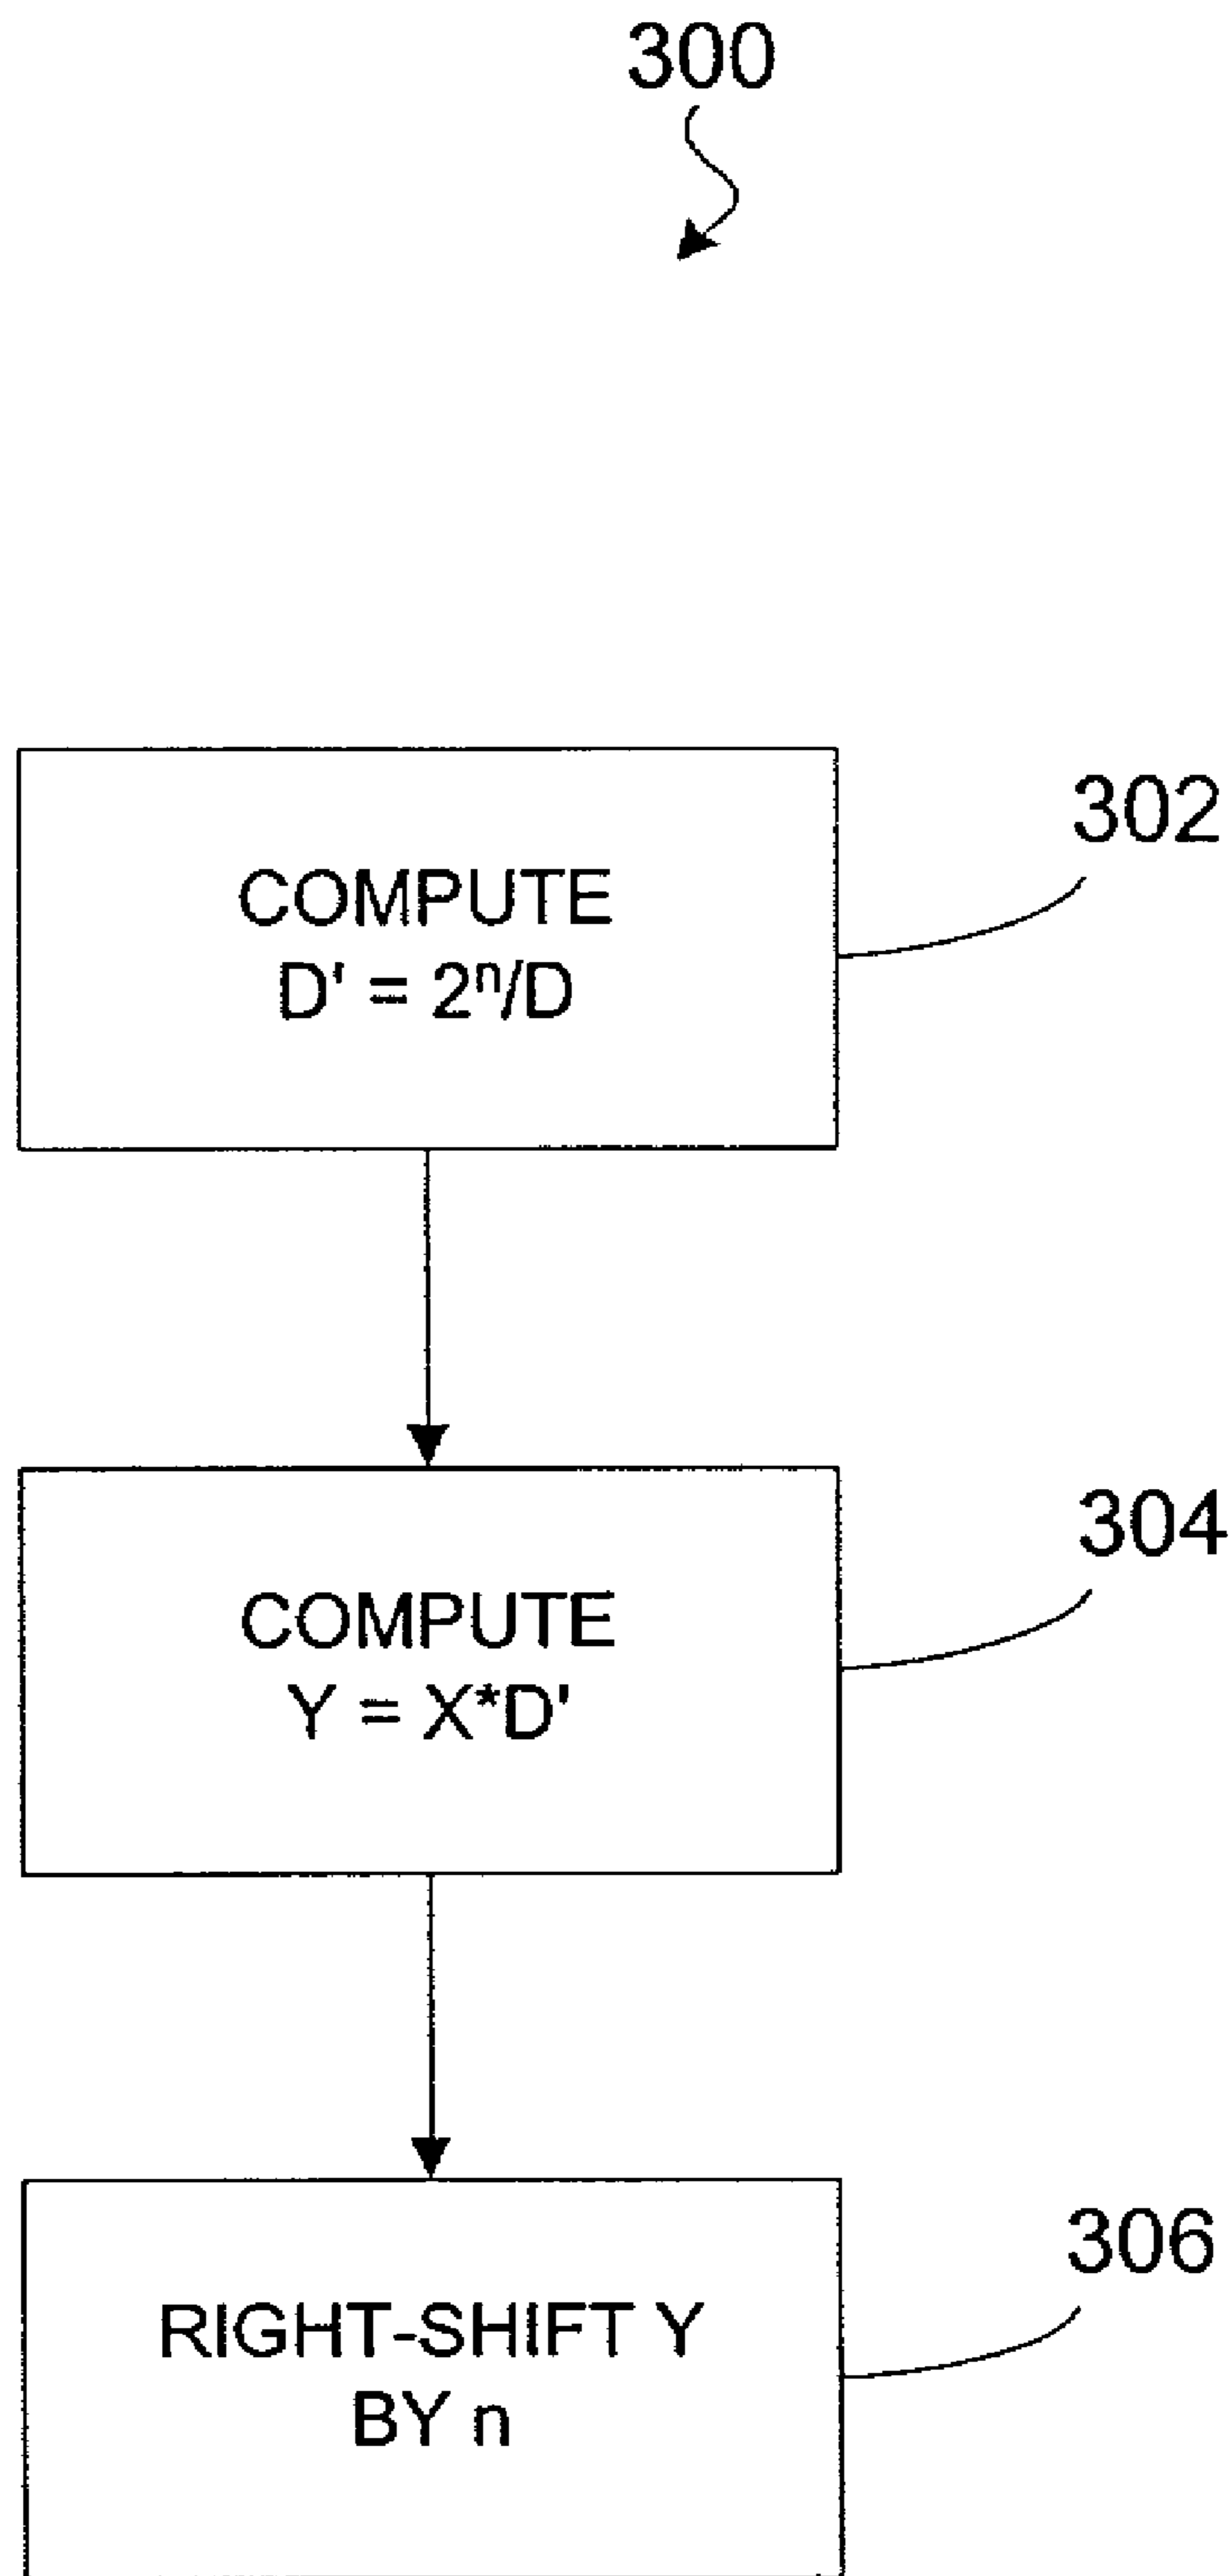 300
COMPUTE
D' = 2ⁿ/D
302
COMPUTE
Y = X*D'
304
RIGHT-SHIFT Y
BY n
306